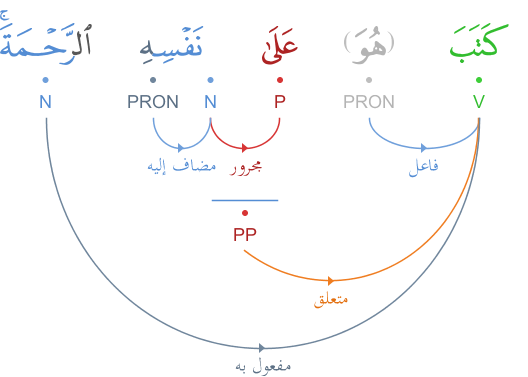 كَتَبَ (هُوَ) عَلَىٰ نَفْسِهِ ٱلرَّحْمَةَ ۚ
V PRON P N PRON N
فاعل مجرور مضاف إليه
PP
متعلق
مفعول به